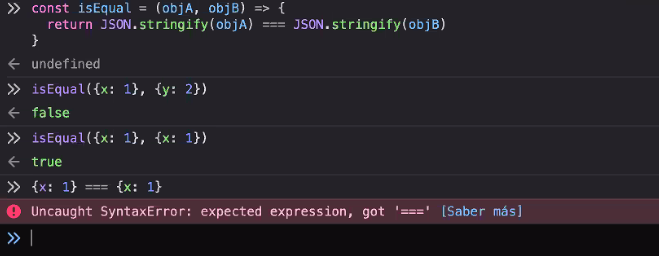 const isEqual = (objA, objB) => {
  return JSON.stringify(objA) === JSON.stringify(objB)
}
undefined
isEqual({x: 1}, {y: 2})
false
isEqual({x: 1}, {x: 1})
true
{x: 1} === {x: 1}
Uncaught SyntaxError: expected expression, got '===' [Saber más]